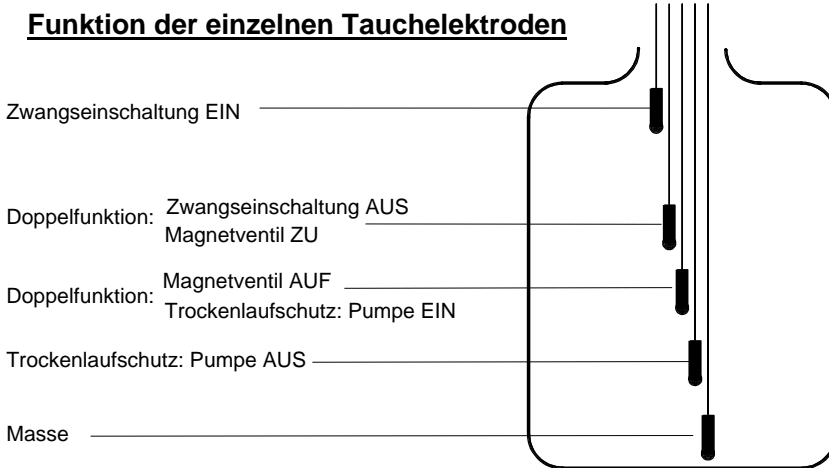 Funktion der einzelnen Tauchelektroden
Zwangseinschaltung EIN
Doppelfunktion: Zwangseinschaltung AUS
Magnetventil ZU
Doppelfunktion: Magnetventil AUF
Trockenlaufschutz: Pumpe EIN
Trockenlaufschutz: Pumpe AUS
Masse